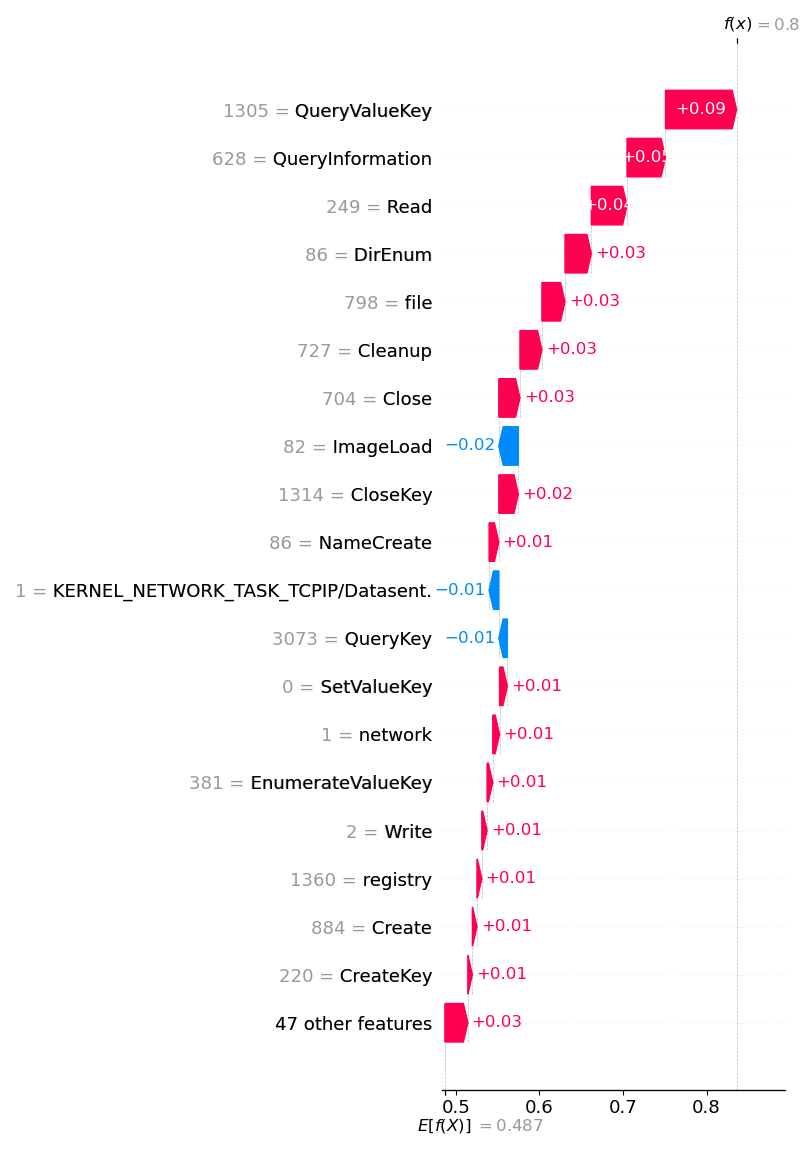 f(x) = 0.8
1305 = QueryValueKey +0.09
628 = QueryInformation +0.05
249 = Read +0.04
86 = DirEnum +0.03
798 = file +0.03
727 = Cleanup +0.03
704 = Close +0.03
82 = ImageLoad −0.02
1314 = CloseKey +0.02
86 = NameCreate +0.01
1 = KERNEL_NETWORK_TASK_TCPIP/Datasent. −0.01
3073 = QueryKey −0.01
0 = SetValueKey +0.01
1 = network +0.01
381 = EnumerateValueKey +0.01
2 = Write +0.01
1360 = registry +0.01
884 = Create +0.01
220 = CreateKey +0.01
47 other features +0.03
0.5 0.6 0.7 0.8
E[f(X)] = 0.487